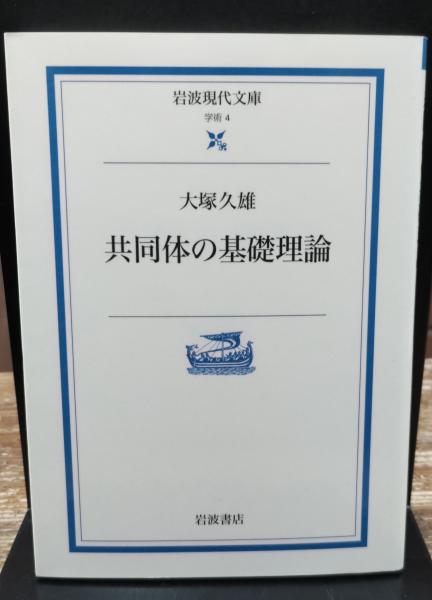 岩波現代文庫
学術 4
大塚久雄
共同体の基礎理論
岩波書店